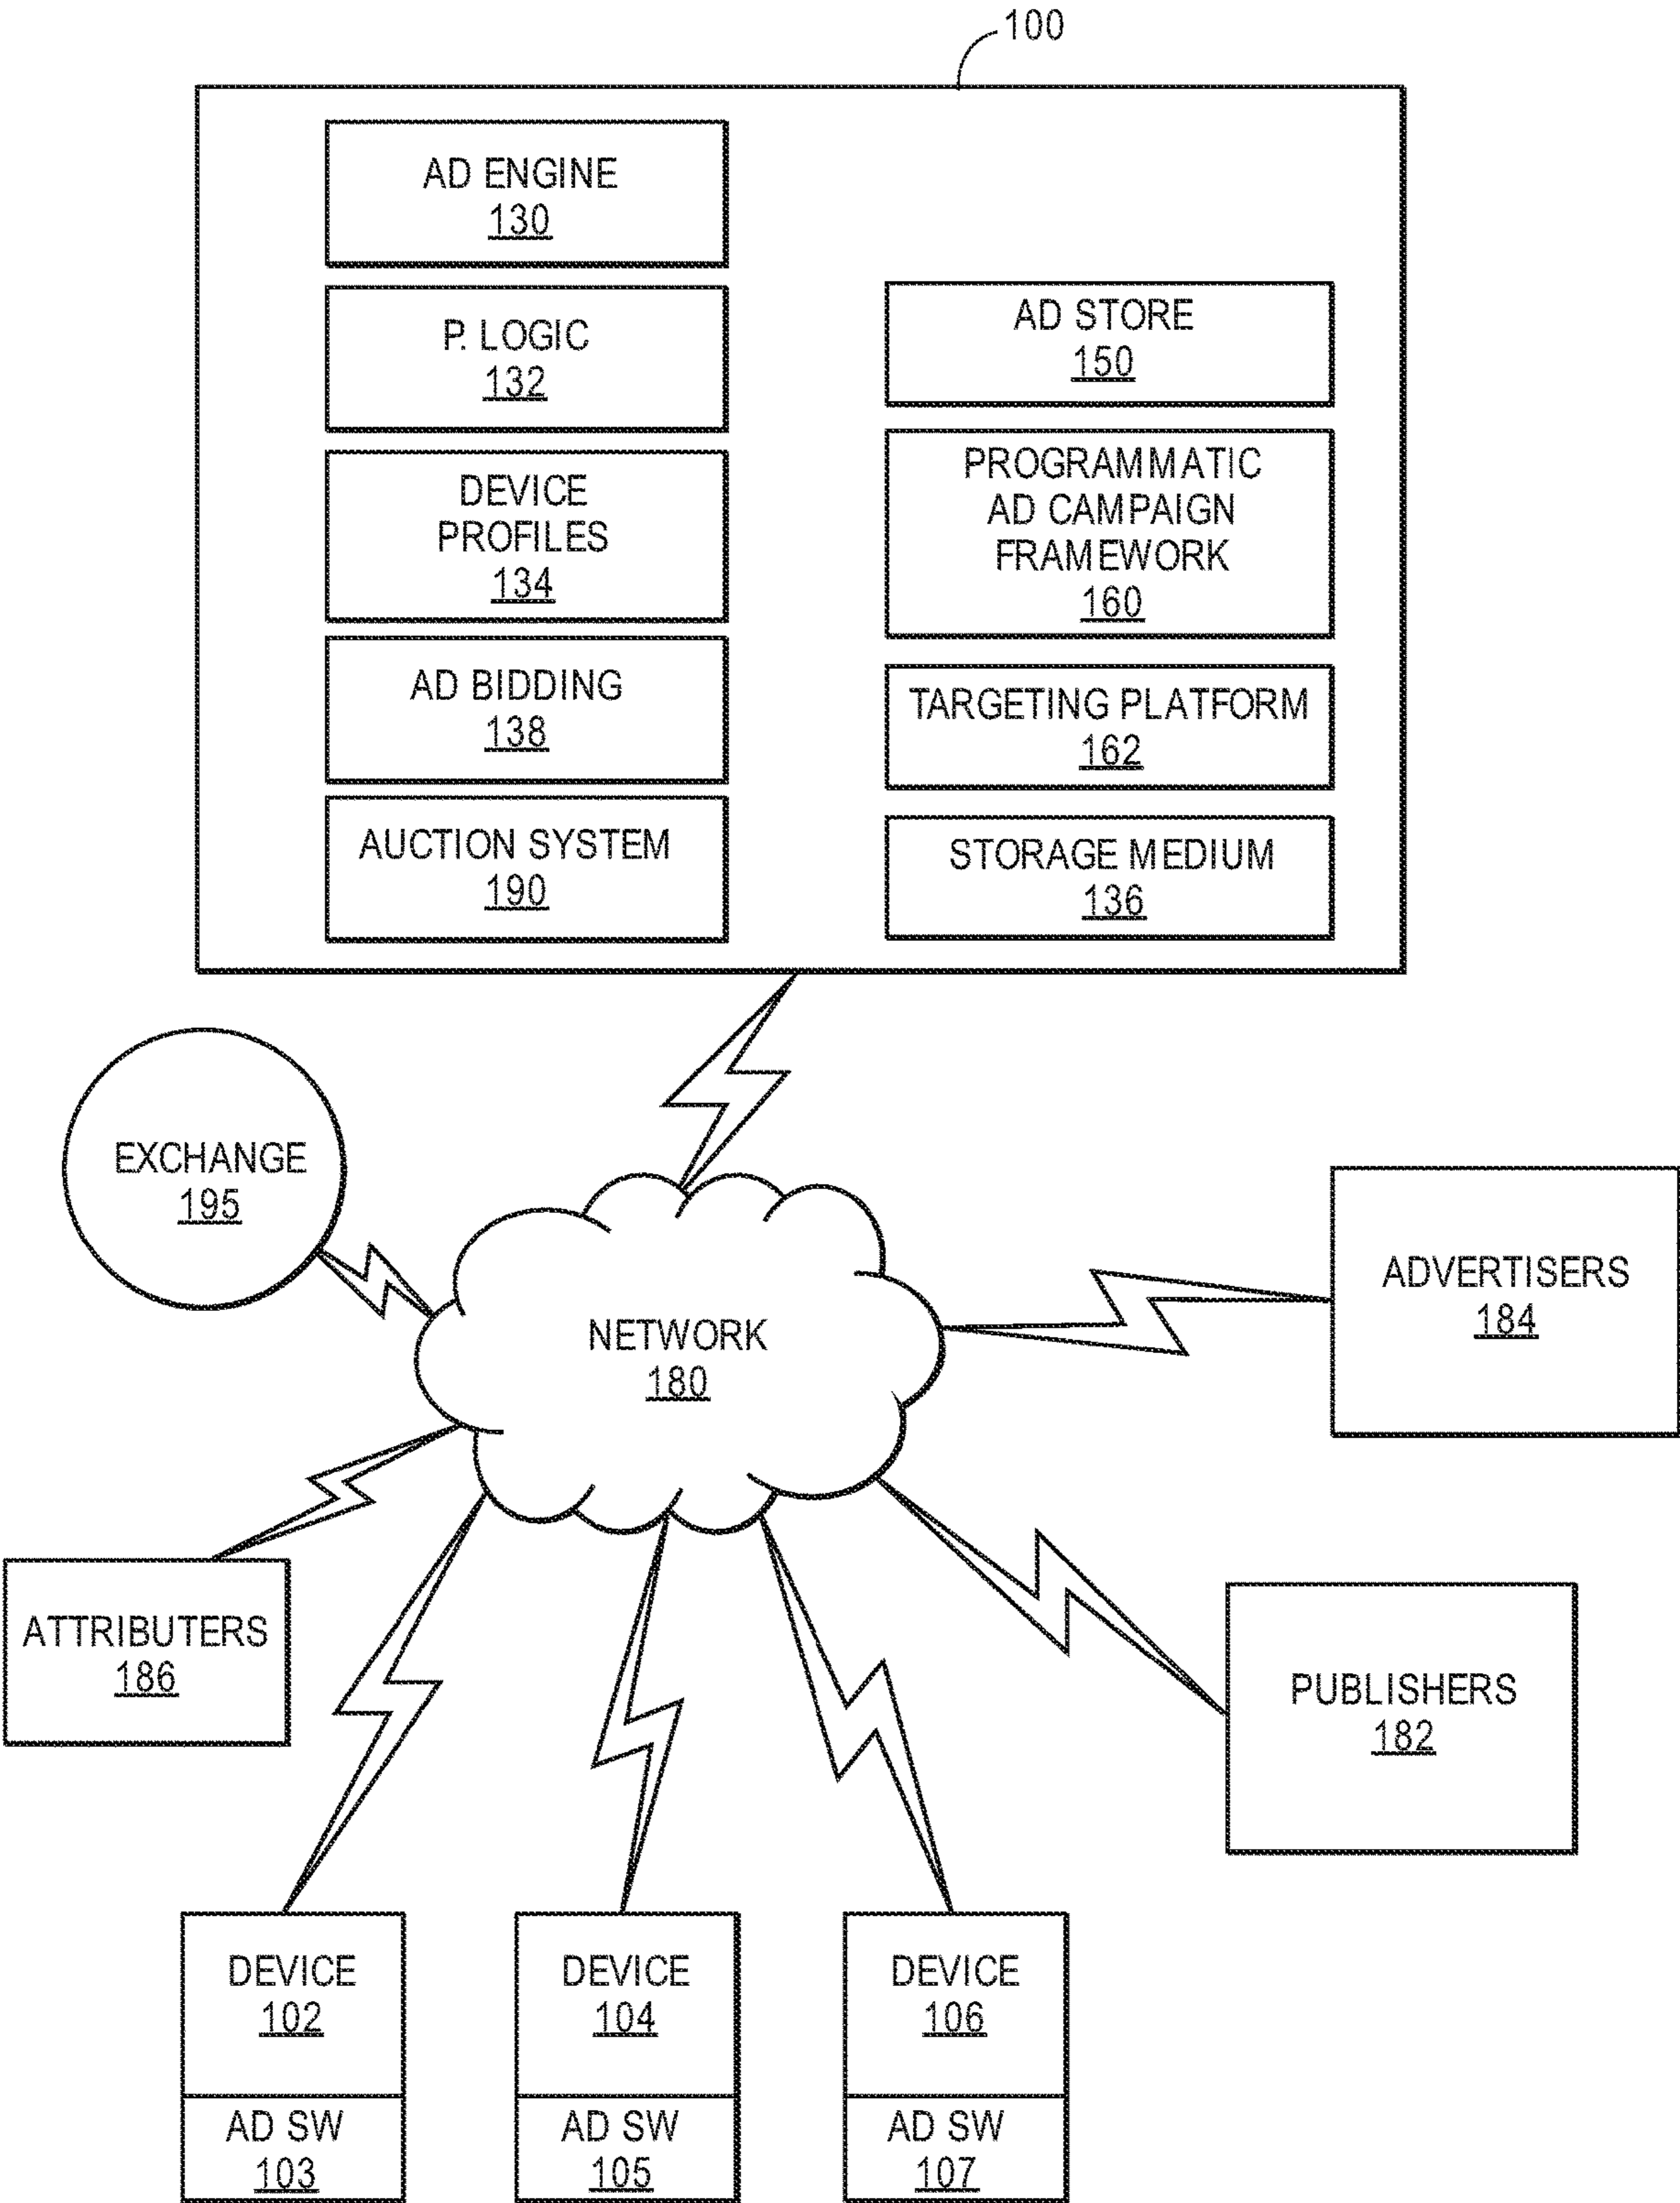 100
AD ENGINE
130
P. LOGIC
132
DEVICE
PROFILES
134
AD BIDDING
138
AUCTION SYSTEM
190
AD STORE
150
PROGRAMMATIC
AD CAMPAIGN
FRAMEWORK
160
TARGETING PLATFORM
162
STORAGE MEDIUM
136
EXCHANGE
195
NETWORK
180
ADVERTISERS
184
ATTRIBUTERS
186
PUBLISHERS
182
DEVICE
102
AD SW
103
DEVICE
104
AD SW
105
DEVICE
106
AD SW
107